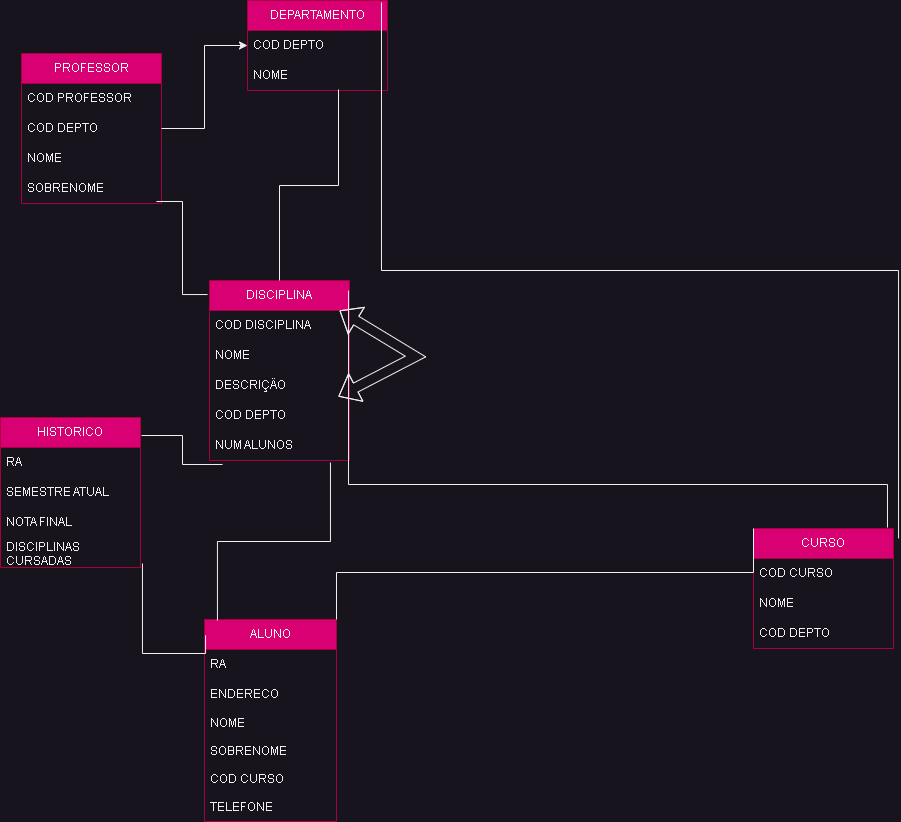 DEPARTAMENTO
COD DEPTO
NOME
PROFESSOR
COD PROFESSOR
COD DEPTO
NOME
SOBRENOME
DISCIPLINA
COD DISCIPLINA
NOME
DESCRIÇÃO
COD DEPTO
NUM ALUNOS
HISTORICO
RA
SEMESTRE ATUAL
NOTA FINAL
DISCIPLINAS
CURSADAS
CURSO
COD CURSO
NOME
COD DEPTO
ALUNO
RA
ENDERECO
NOME
SOBRENOME
COD CURSO
TELEFONE